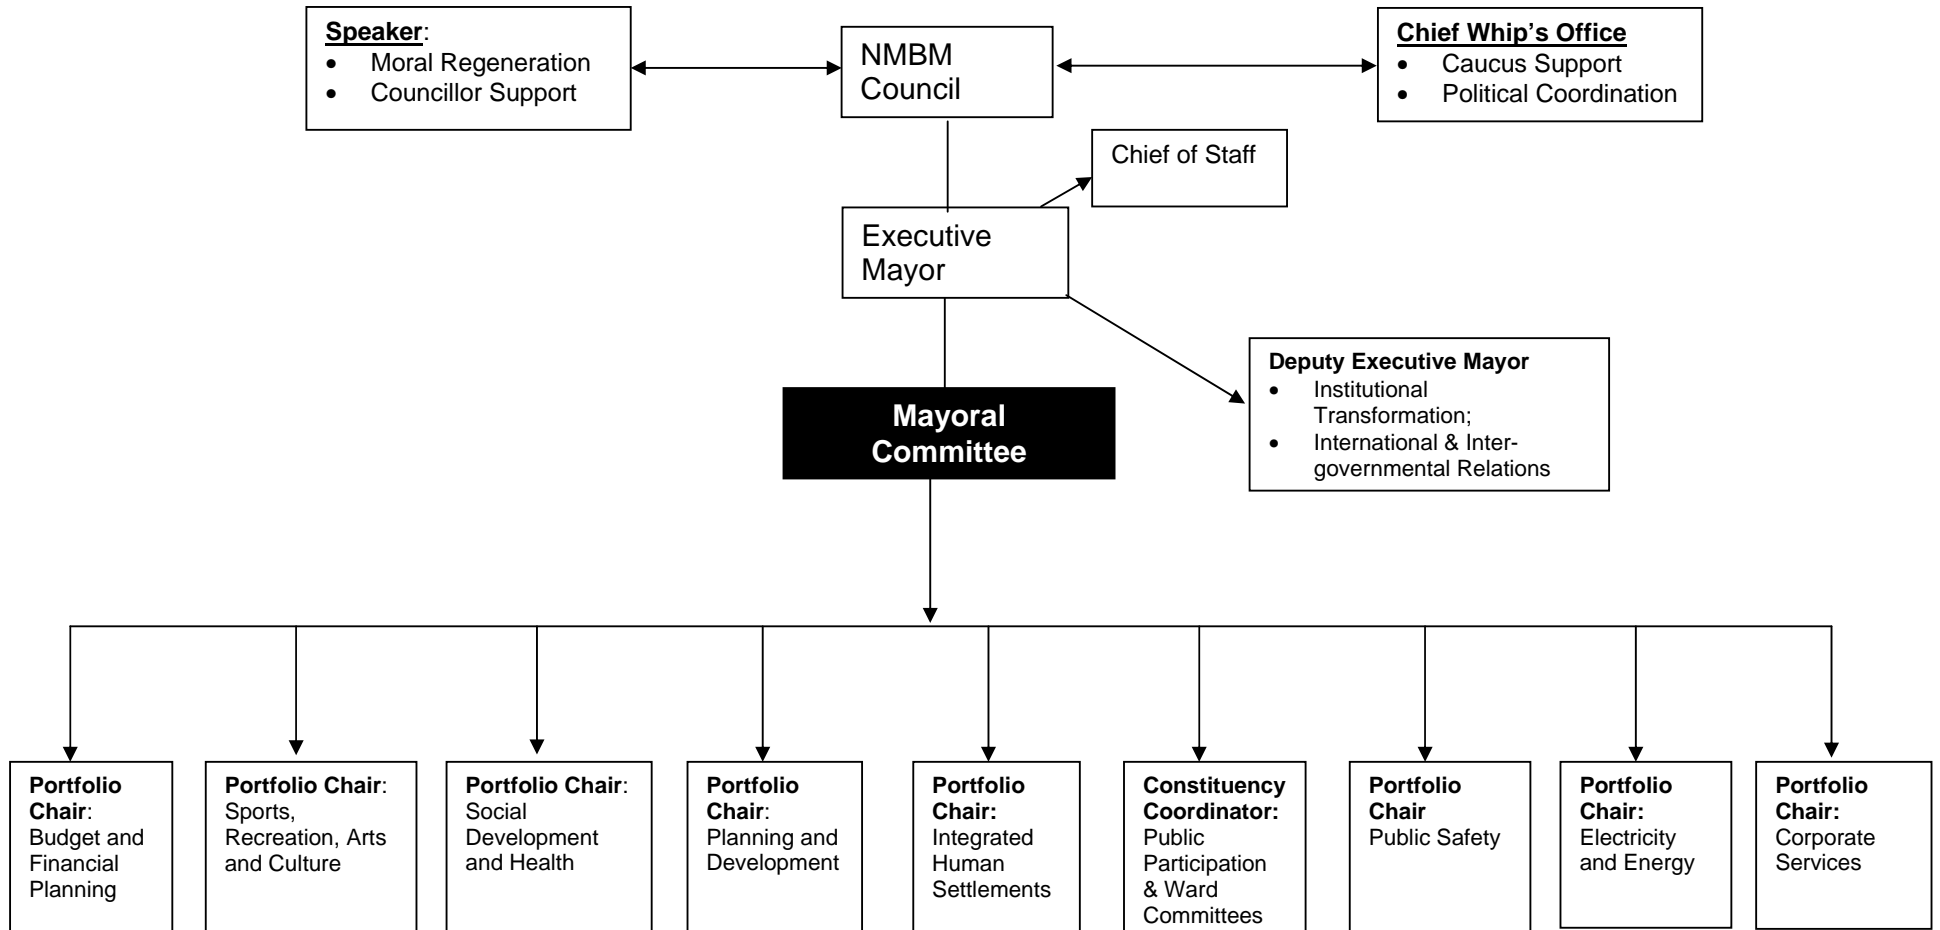 Speaker:
• Moral Regeneration
• Councillor Support
NMBM
Council
Chief Whip's Office
• Caucus Support
• Political Coordination
Chief of Staff
Executive
Mayor
Deputy Executive Mayor
• Institutional
Transformation;
• International & Inter-
governmental Relations
Mayoral
Committee
Portfolio
Chair:
Budget and
Financial
Planning
Portfolio Chair:
Sports,
Recreation, Arts
and Culture
Portfolio Chair:
Social
Development
and Health
Portfolio
Chair:
Planning and
Development
Portfolio
Chair:
Integrated
Human
Settlements
Constituency
Coordinator:
Public
Participation
& Ward
Committees
Portfolio
Chair
Public Safety
Portfolio
Chair:
Electricity
and Energy
Portfolio
Chair:
Corporate
Services